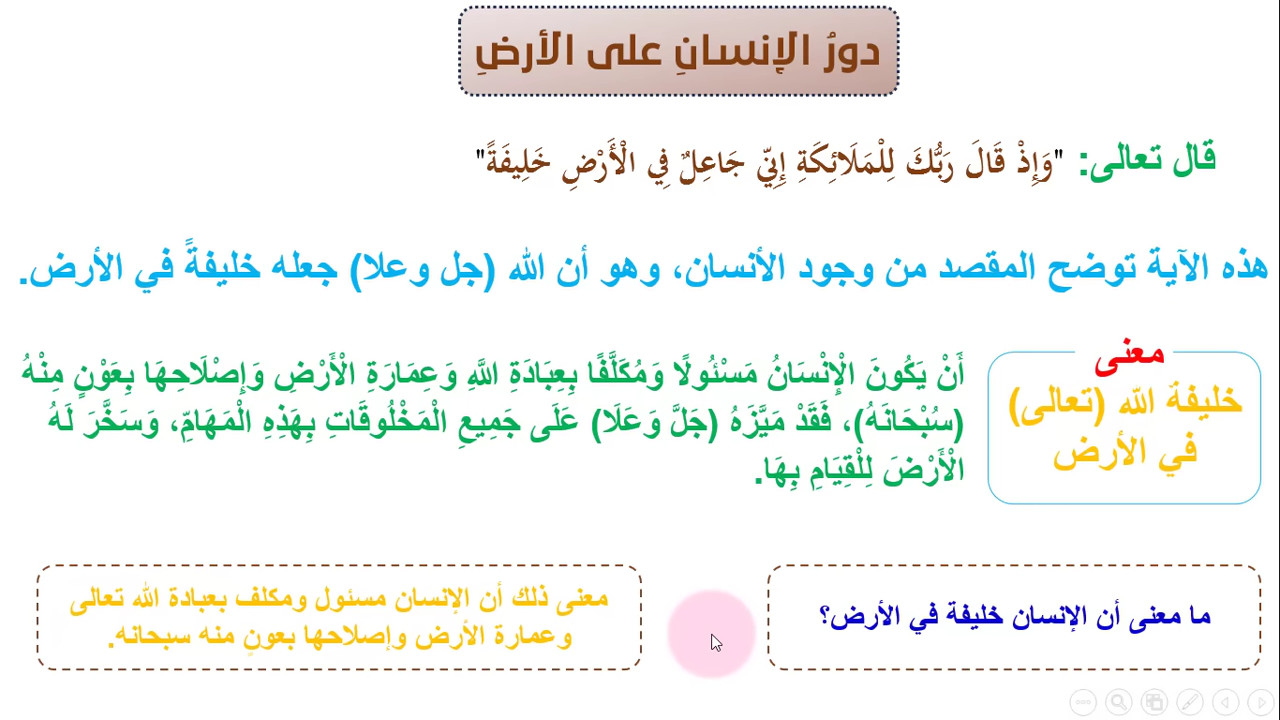 دورُ الإنسانِ على الأرضِ
قال تعالى: "وَإِذْ قَالَ رَبُّكَ لِلْمَلَائِكَةِ إِنِّي جَاعِلٌ فِي الْأَرْضِ خَلِيفَةً"
هذه الآية توضح المقصد من وجود الأنسان، وهو أن الله (جل وعلا) جعله خليفةً في الأرض.
معنى
خليفة الله (تعالى)
في الأرض
أَنْ يَكُونَ الْإِنْسَانُ مَسْئُولًا وَمُكَلَّفًا بِعِبَادَةِ اللَّهِ وَعِمَارَةِ الْأَرْضِ وَإِصْلَاحِهَا بِعَوْنٍ مِنْهُ
(سُبْحَانَهُ)، فَقَدْ مَيَّزَهُ (جَلَّ وَعَلَا) عَلَى جَمِيعِ الْمَخْلُوقَاتِ بِهَذِهِ الْمَهَامِّ، وَسَخَّرَ لَهُ
الْأَرْضَ لِلْقِيَامِ بِهَا.
ما معنى أن الإنسان خليفة في الأرض؟
معنى ذلك أن الإنسان مسئول ومكلف بعبادة الله تعالى
وعمارة الأرض وإصلاحها بعونٍ منه سبحانه.